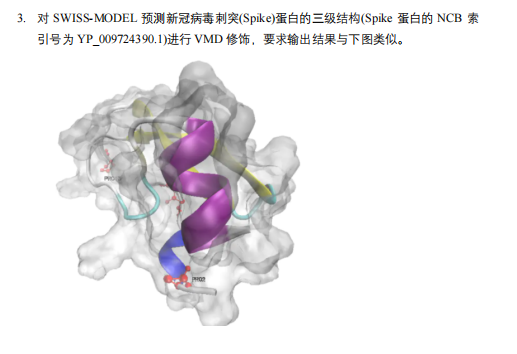 3. 对 SWISS-MODEL 预测新冠病毒刺突(Spike)蛋白的三级结构(Spike 蛋白的 NCB 索
引号为 YP_009724390.1)进行 VMD 修饰，要求输出结果与下图类似。